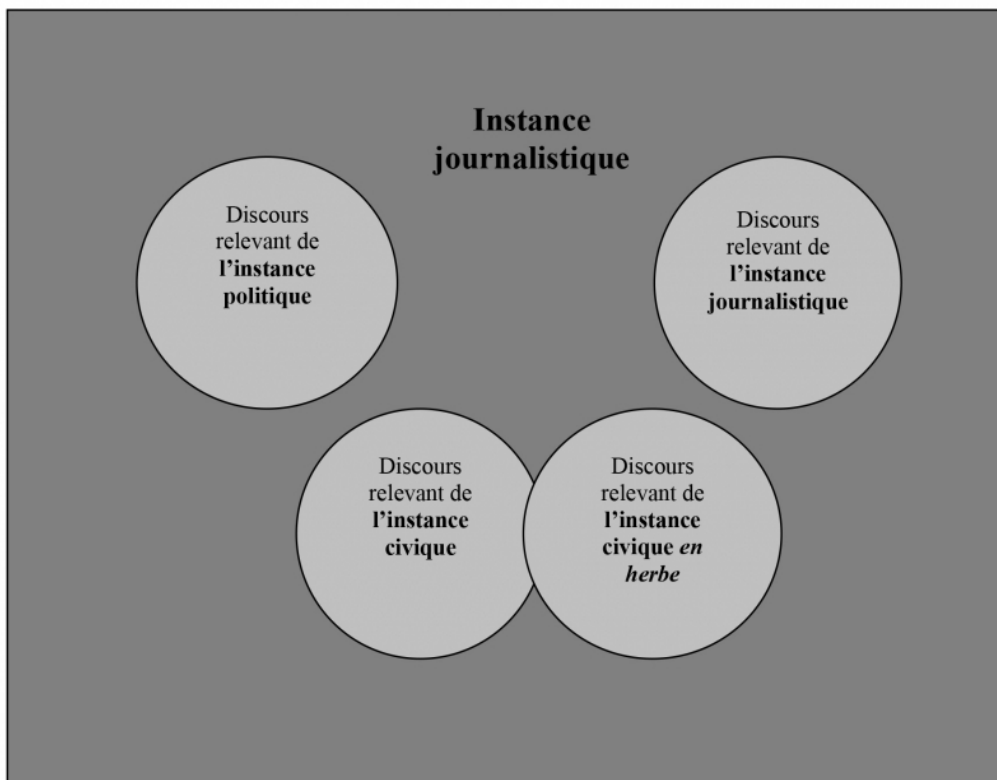 Instance
journalistique
Discours
relevant de
l’instance
politique
Discours
relevant de
l’instance
journalistique
Discours
relevant de
l’instance
civique
Discours
relevant de
l’instance
civique en
herbe